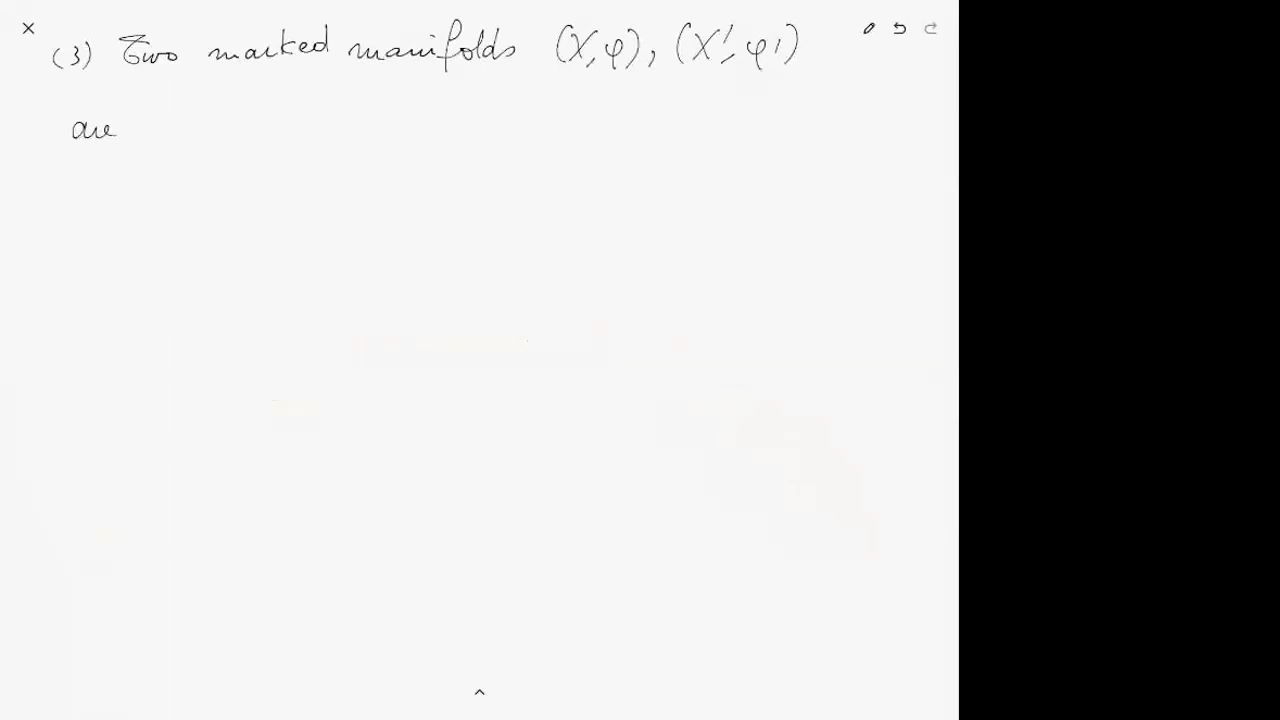 (3) Two marked manifolds (X, φ), (X', φ')
are